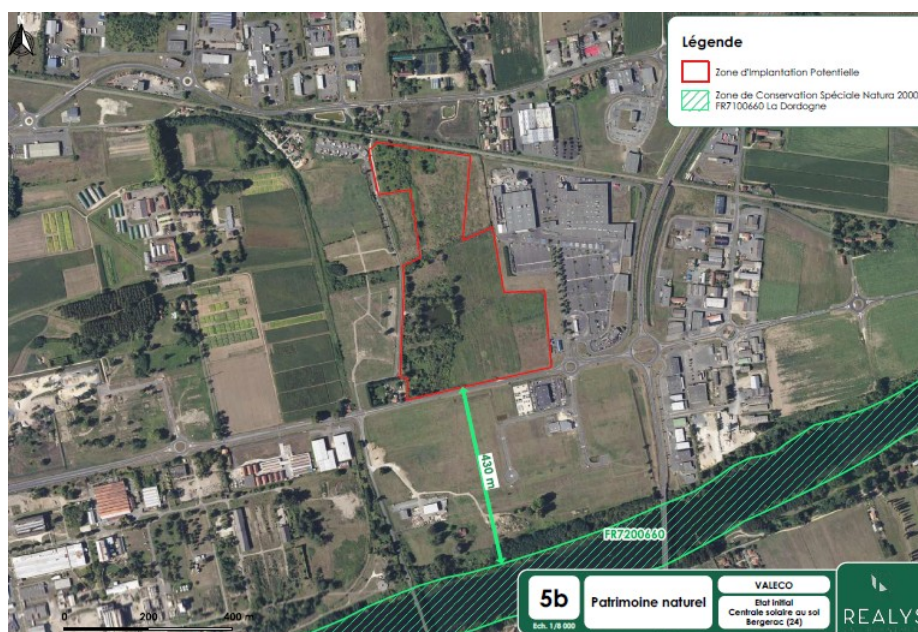 Légende
Zone d'Implantation Potentielle
Zone de Conservation Spéciale Natura 2000
FR7100660 La Dordogne
430 m
FR7200660
0 200 400 m
5b
Ech. 1/8 000
Patrimoine naturel
VALECO
Etat initial
Centrale solaire au sol
Bergerac (24)
REALYS